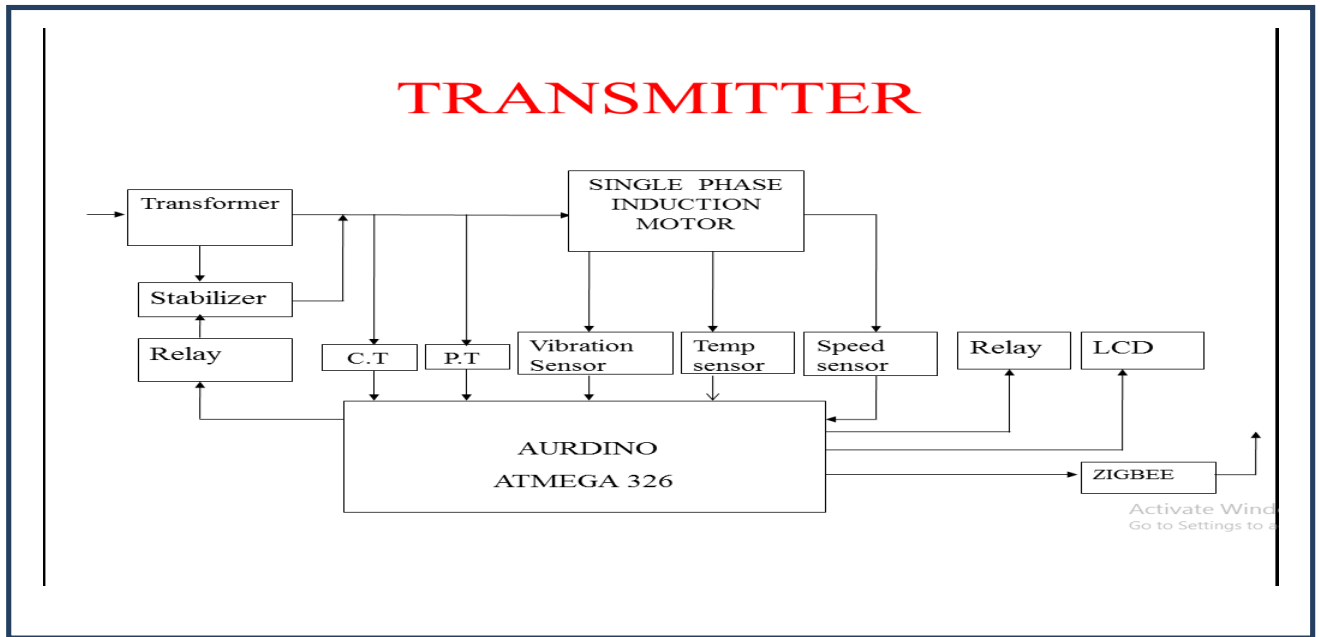 TRANSMITTER
Transformer
SINGLE PHASE
INDUCTION
MOTOR
Stabilizer
Relay
C.T
P.T
Vibration
Sensor
Temp
sensor
Speed
sensor
Relay
LCD
AURDINO
ATMEGA 326
ZIGBEE
Activate Wind
Go to Settings to a